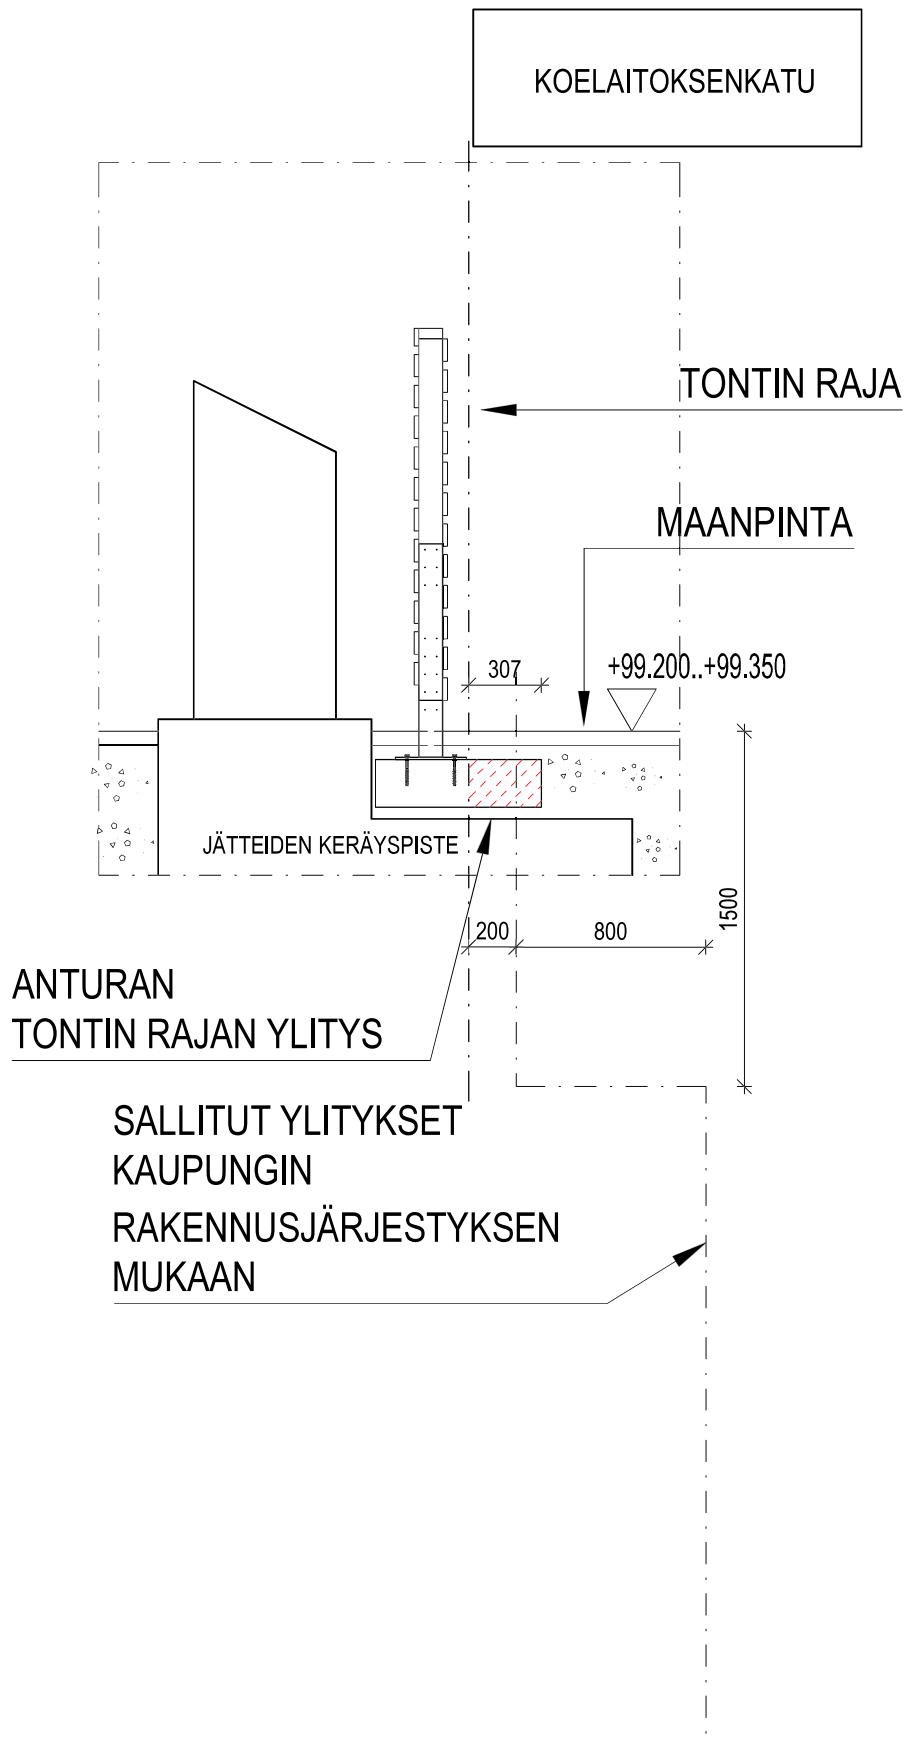 KOELAITOKSENKATU
TONTIN RAJA
MAANPINTA
307
+99.200..+99.350
JÄTTEIDEN KERÄYSPISTE
1500
200
800
ANTURAN
TONTIN RAJAN YLITYS
SALLITUT YLITYKSET
KAUPUNGIN
RAKENNUSJÄRJESTYKSEN
MUKAAN